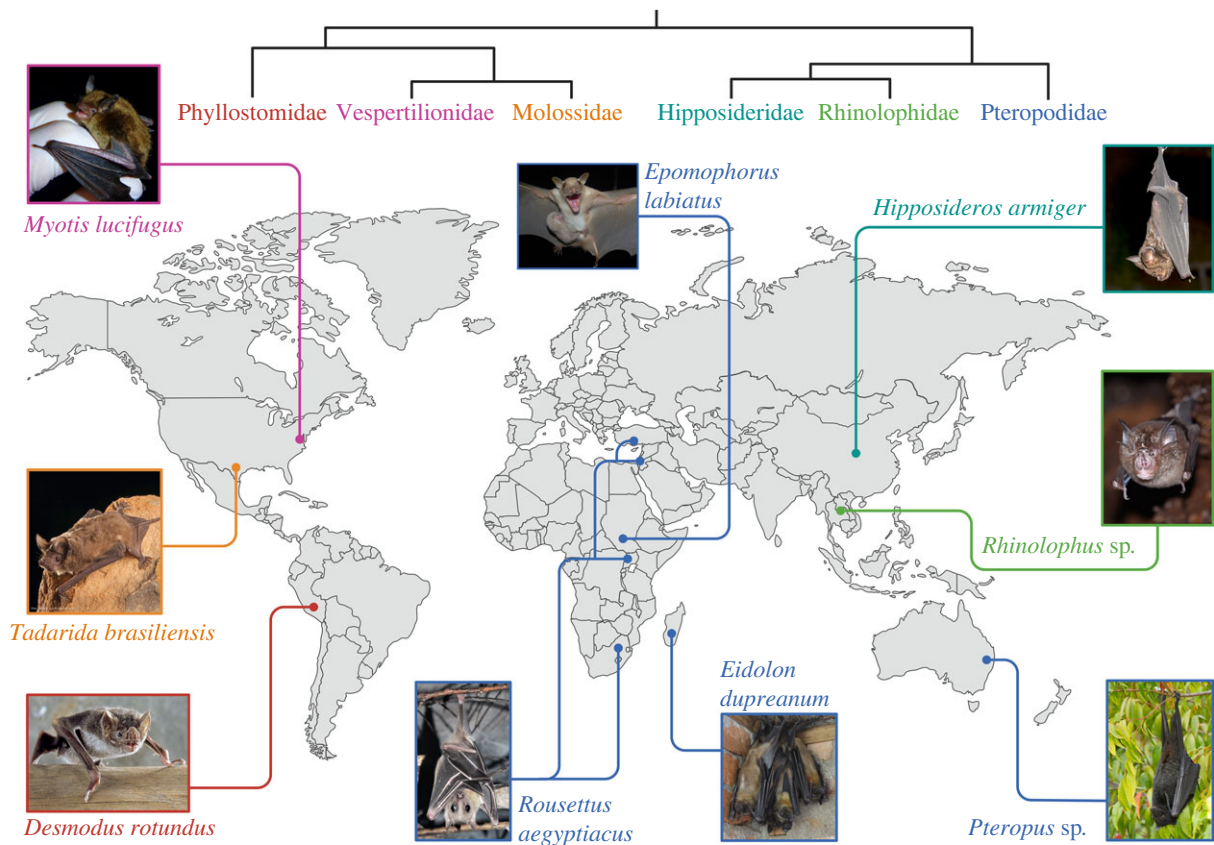 Phyllostomidae Vespertilionidae Molossidae Hipposideridae Rhinolophidae Pteropodidae
Epomophorus
labiatus
Hipposideros armiger
Myotis lucifugus
Rhinolophus sp.
Tadarida brasiliensis
Eidolon
dupreanum
Rousettus
aegyptiacus
Desmodus rotundus
Pteropus sp.